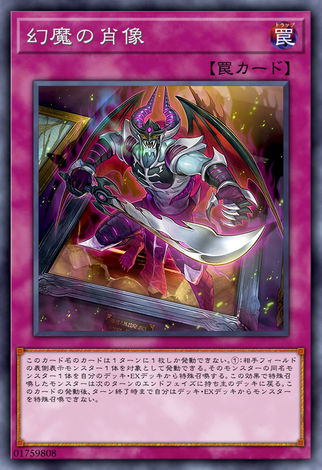 幻魔の肖像
トラップ
罠
【罠カード】
このカード名のカードは1ターンに1枚しか発動できない。①:相手フィールド
の表側表示モンスター1体を対象として発動できる。そのモンスターの同名モ
ンスター1体を自分のデッキ・EXデッキから特殊召喚する。この効果で特殊召
喚したモンスターは次のターンのエンドフェイズに持ち主のデッキに戻る。こ
のカードの発動後、ターン終了時まで自分はデッキ・EXデッキからモンスター
を特殊召喚できない。
01759808